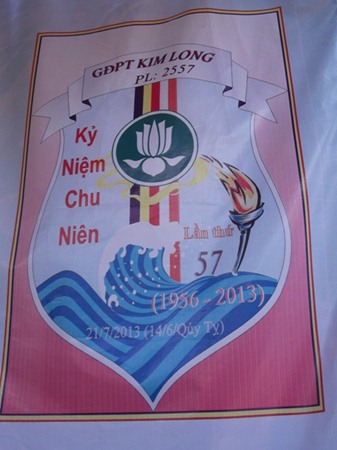 GĐPT KIM LONG
PL: 2557
Kỷ
Niệm
Chu
Niên
Lần thứ
57
(1956 - 2013)
21/7/2013 (14/6/Qúy Tỵ)